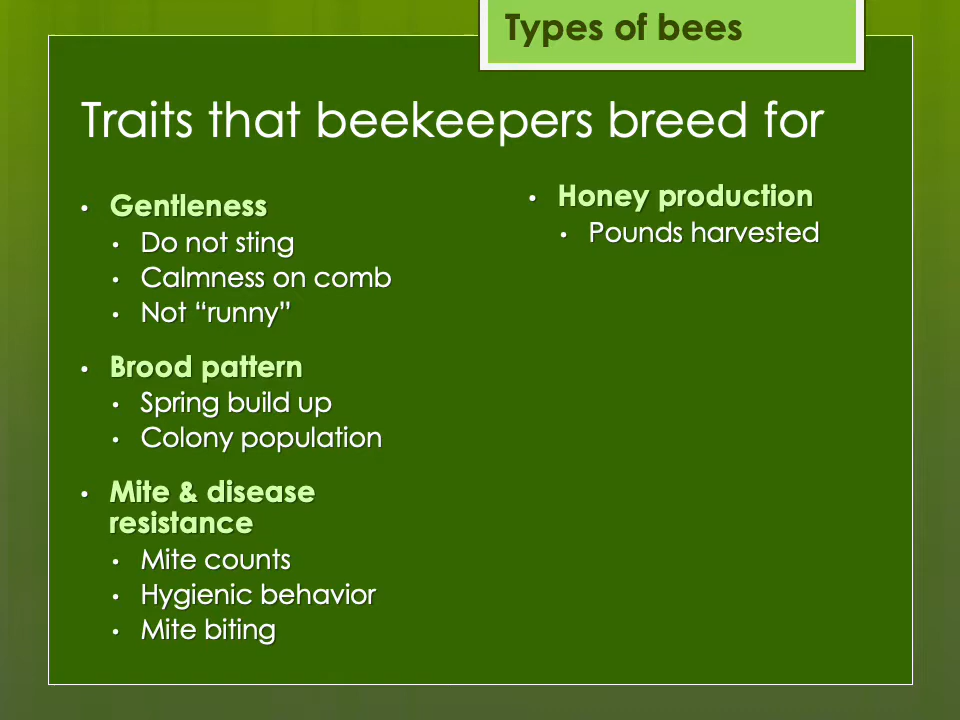 Types of bees
Traits that beekeepers breed for
• Gentleness
• Do not sting
• Calmness on comb
• Not “runny”
• Brood pattern
• Spring build up
• Colony population
• Mite & disease
resistance
• Mite counts
• Hygienic behavior
• Mite biting
• Honey production
• Pounds harvested